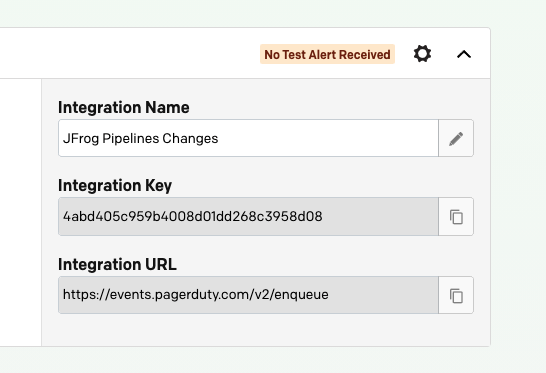 No Test Alert Received
Integration Name
JFrog Pipelines Changes
Integration Key
4abd405c959b4008d01dd268c3958d08
Integration URL
https://events.pagerduty.com/v2/enqueue